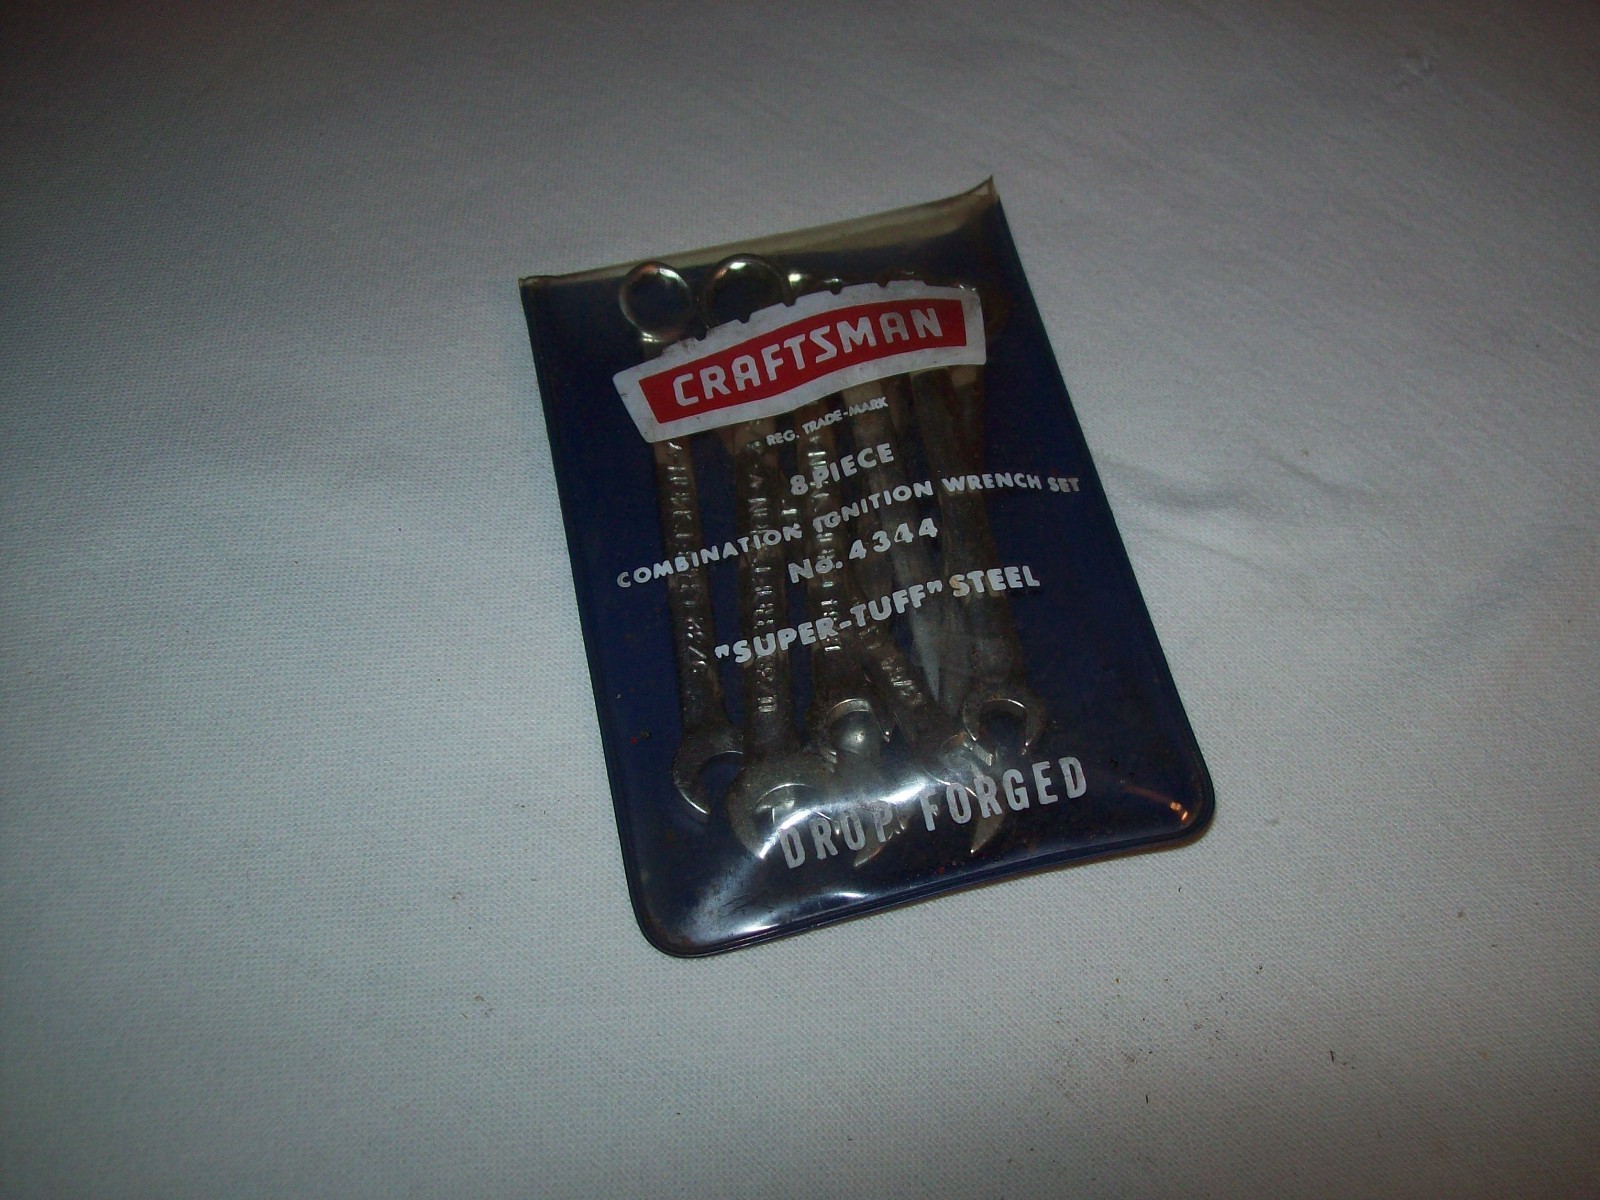 CRAFTSMAN
REG. TRADE-MARK
8-PIECE
COMBINATION IGNITION WRENCH SET
No. 4344
"SUPER-TUFF" STEEL
DROP FORGED